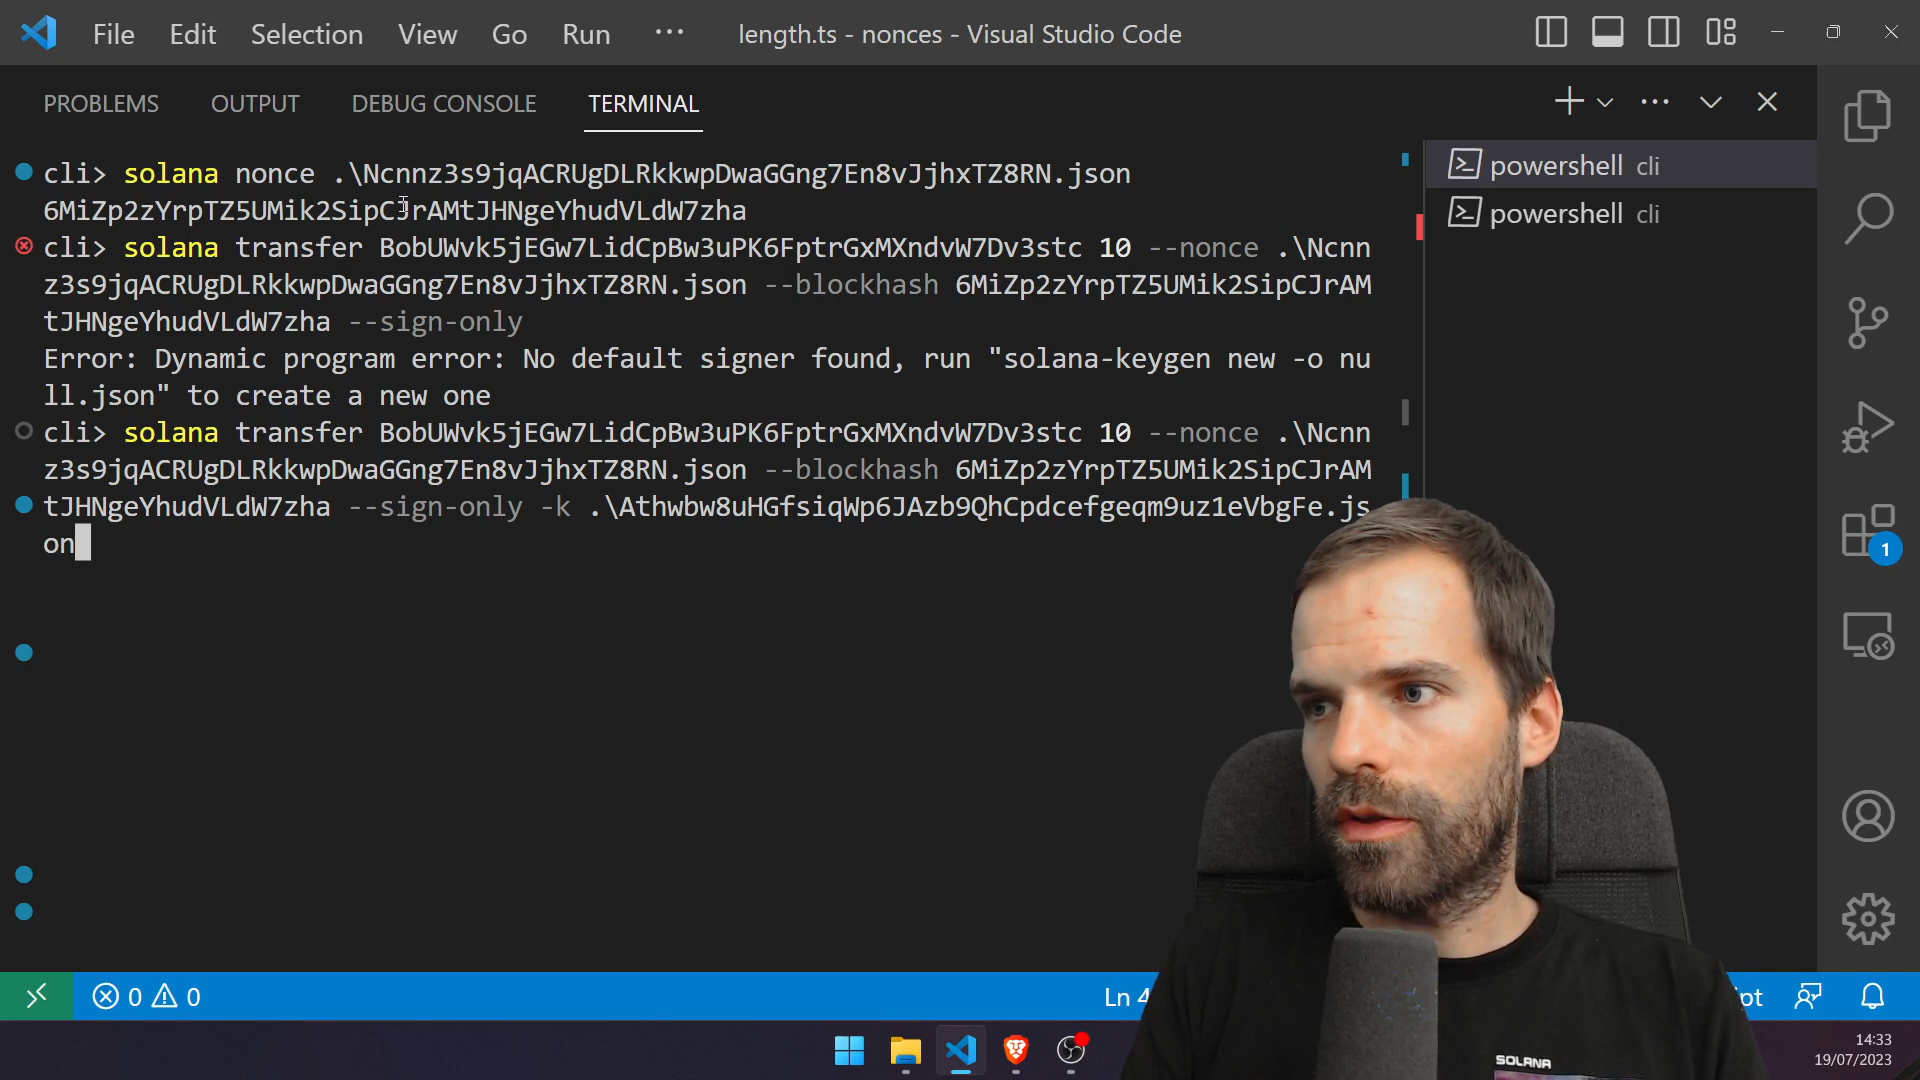 File Edit Selection View Go Run ··· length.ts - nonces - Visual Studio Code
PROBLEMS OUTPUT DEBUG CONSOLE TERMINAL
cli> solana nonce .\Ncnnz3s9jqACRUgDLRkkwpDwaGGng7En8vJjhxTZ8RN.json
6MiZp2zYrpTZ5UMik2SipCJrAMtJHNgeYhudVLdW7zha
cli> solana transfer BobUWvk5jEGw7LidCpBw3uPK6FptrGxMXndvW7Dv3stc 10 --nonce .\Ncnn
z3s9jqACRUgDLRkkwpDwaGGng7En8vJjhxTZ8RN.json --blockhash 6MiZp2zYrpTZ5UMik2SipCJrAM
tJHNgeYhudVLdW7zha --sign-only
Error: Dynamic program error: No default signer found, run "solana-keygen new -o nu
ll.json" to create a new one
cli> solana transfer BobUWvk5jEGw7LidCpBw3uPK6FptrGxMXndvW7Dv3stc 10 --nonce .\Ncnn
z3s9jqACRUgDLRkkwpDwaGGng7En8vJjhxTZ8RN.json --blockhash 6MiZp2zYrpTZ5UMik2SipCJrAM
tJHNgeYhudVLdW7zha --sign-only -k .\Athwbw8uHGfsiqWp6JAzb9QhCpdcefgeqm9uz1eVbgFe.js
on
powershell cli
powershell cli
1
0 0
Ln 4
pt
14:33
19/07/2023
SOLANA